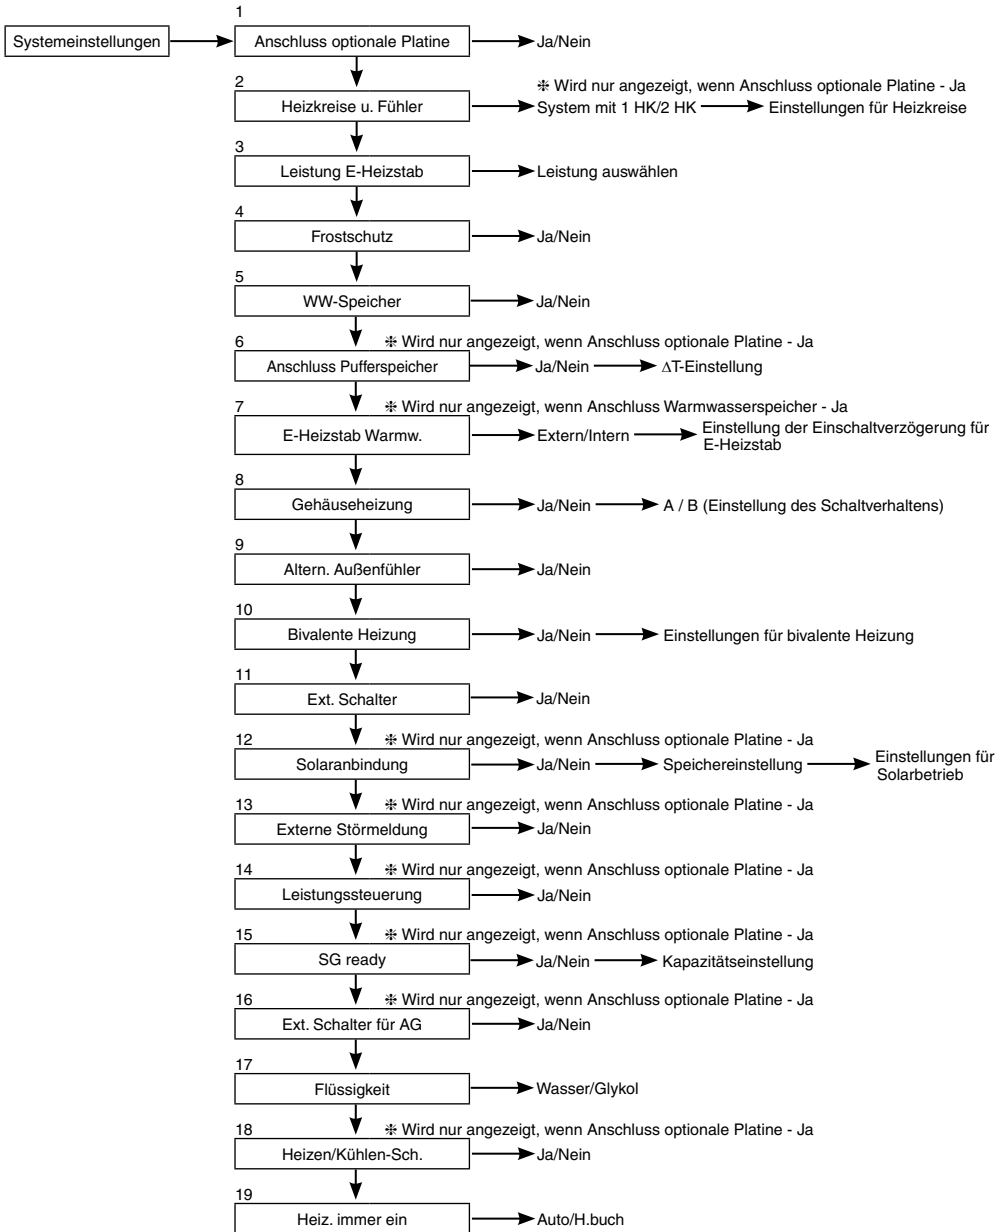 1
Systemeinstellungen Anschluss optionale Platine Ja/Nein
2 ❈ Wird nur angezeigt, wenn Anschluss optionale Platine - Ja
Heizkreise u. Fühler System mit 1 HK/2 HK Einstellungen für Heizkreise
3
Leistung E-Heizstab Leistung auswählen
4
Frostschutz Ja/Nein
5
WW-Speicher Ja/Nein
6 ❈ Wird nur angezeigt, wenn Anschluss optionale Platine - Ja
Anschluss Pufferspeicher Ja/Nein ΔT-Einstellung
7 ❈ Wird nur angezeigt, wenn Anschluss Warmwasserspeicher - Ja
E-Heizstab Warmw. Extern/Intern Einstellung der Einschaltverzögerung für
E-Heizstab
8
Gehäuseheizung Ja/Nein A / B (Einstellung des Schaltverhaltens)
9
Altern. Außenfühler Ja/Nein
10
Bivalente Heizung Ja/Nein Einstellungen für bivalente Heizung
11
Ext. Schalter Ja/Nein
12 ❈ Wird nur angezeigt, wenn Anschluss optionale Platine - Ja
Solaranbindung Ja/Nein Speichereinstellung Einstellungen für
Solarbetrieb
13 ❈ Wird nur angezeigt, wenn Anschluss optionale Platine - Ja
Externe Störmeldung Ja/Nein
14 ❈ Wird nur angezeigt, wenn Anschluss optionale Platine - Ja
Leistungssteuerung Ja/Nein
15 ❈ Wird nur angezeigt, wenn Anschluss optionale Platine - Ja
SG ready Ja/Nein Kapazitätseinstellung
16 ❈ Wird nur angezeigt, wenn Anschluss optionale Platine - Ja
Ext. Schalter für AG Ja/Nein
17
Flüssigkeit Wasser/Glykol
18 ❈ Wird nur angezeigt, wenn Anschluss optionale Platine - Ja
Heizen/Kühlen-Sch. Ja/Nein
19
Heiz. immer ein Auto/H.buch